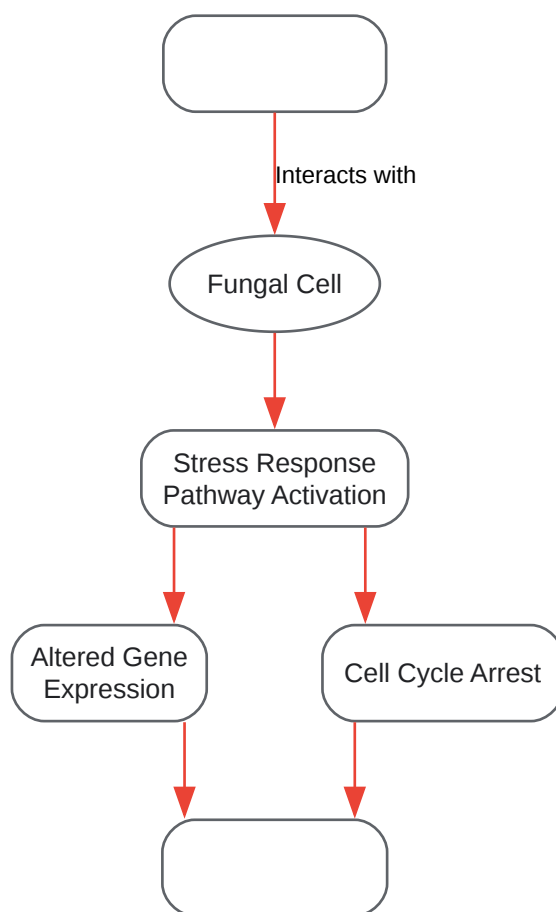 Interacts with
Fungal Cell
Stress Response
Pathway Activation
Altered Gene
Expression
Cell Cycle Arrest